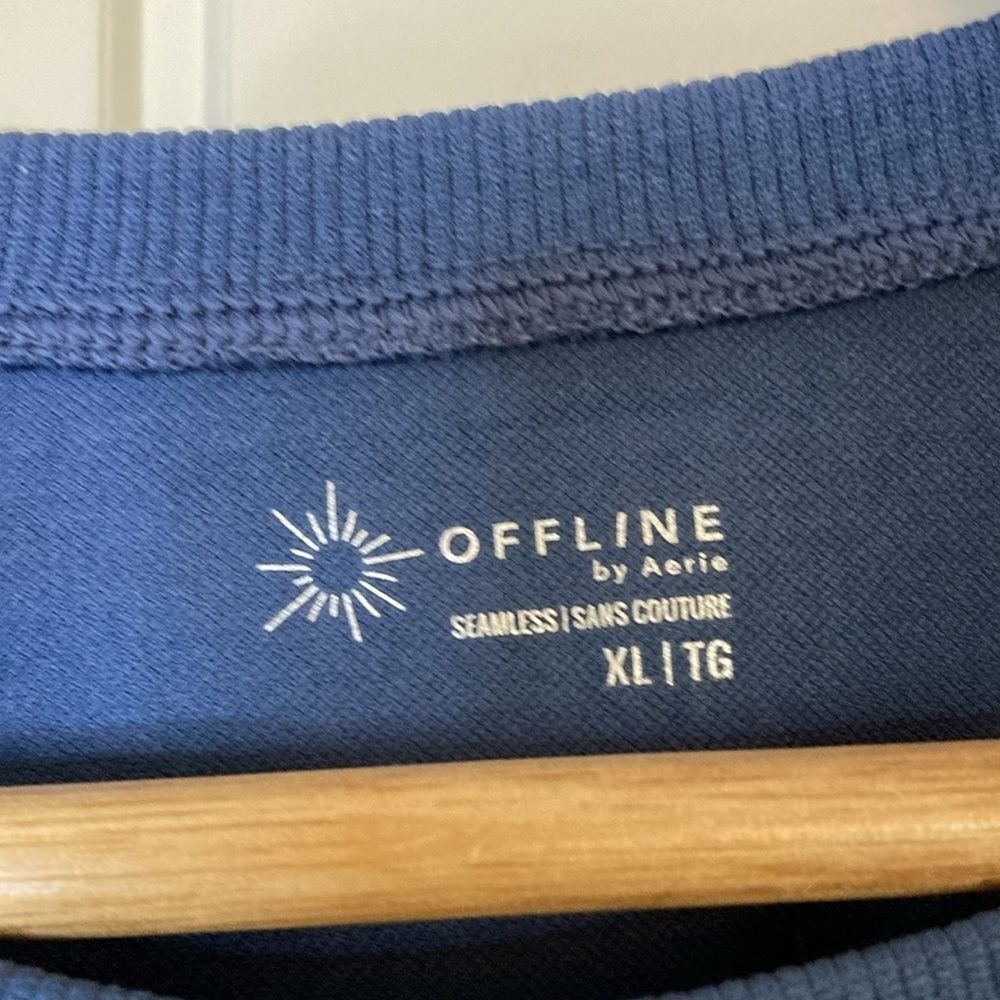 OFFLINE
by Aerie
SEAMLESS | SANS COUTURE
XL | TG